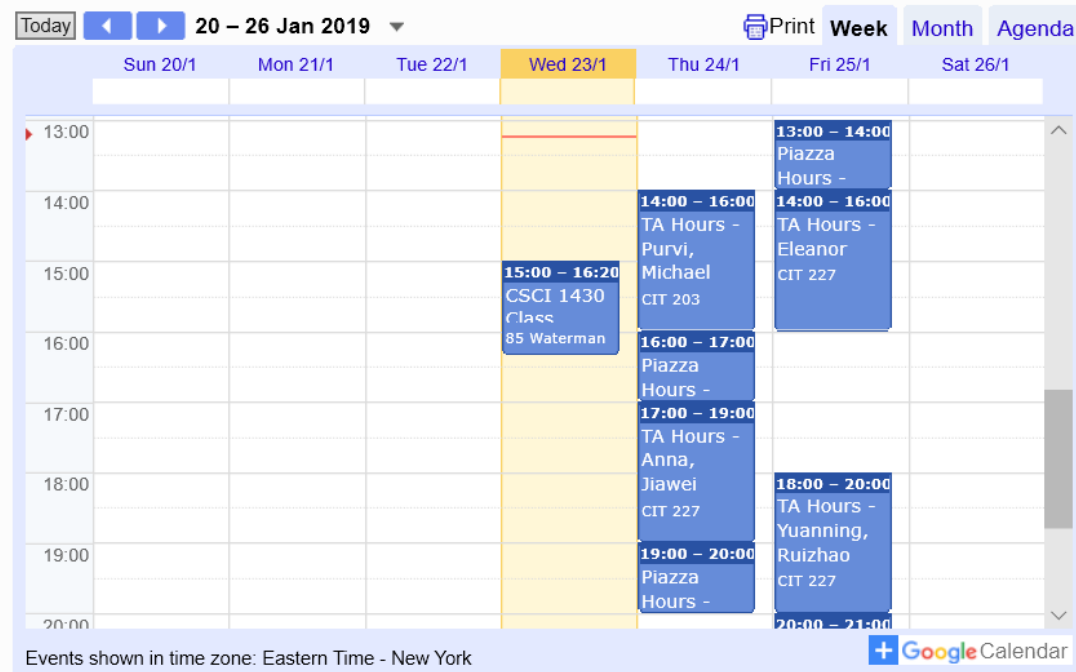 Today
20 – 26 Jan 2019
Print
Week
Month
Agenda
Sun 20/1
Mon 21/1
Tue 22/1
Wed 23/1
Thu 24/1
Fri 25/1
Sat 26/1
13:00
14:00
15:00
16:00
17:00
18:00
19:00
20:00
15:00 – 16:20
CSCI 1430
Class
85 Waterman
14:00 – 16:00
TA Hours -
Purvi,
Michael
CIT 203
16:00 – 17:00
Piazza
Hours -
17:00 – 19:00
TA Hours -
Anna,
Jiawei
CIT 227
19:00 – 20:00
Piazza
Hours -
13:00 – 14:00
Piazza
Hours -
14:00 – 16:00
TA Hours -
Eleanor
CIT 227
18:00 – 20:00
TA Hours -
Yuanning,
Ruizhao
CIT 227
20:00 – 21:00
Events shown in time zone: Eastern Time - New York
Google Calendar